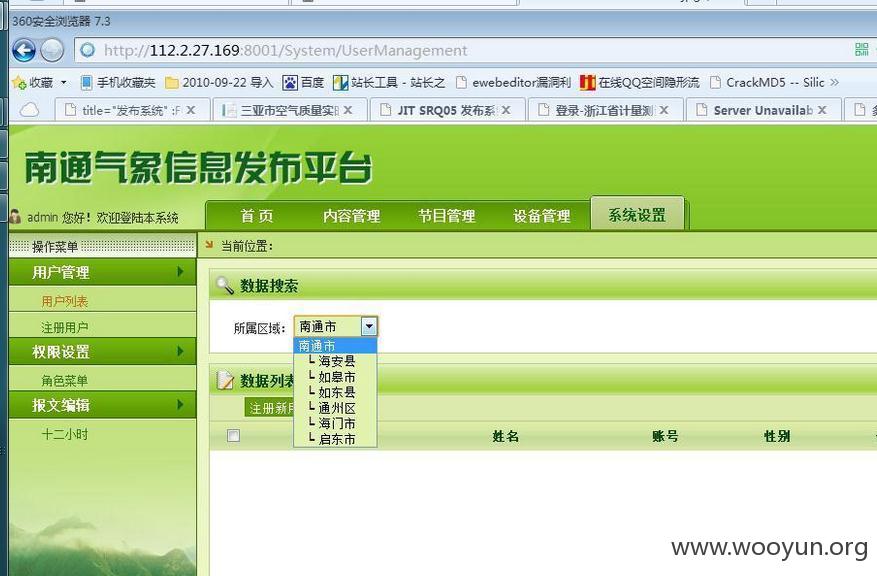 360安全浏览器 7.3
http://112.2.27.169:8001/System/UserManagement
收藏 手机收藏夹 2010-09-22 导入 百度 站长工具 - 站长之 ewebeditor漏洞利 在线QQ空间隐形流 CrackMD5 -- Silic »
title="发布系统" :F × 三亚市空气质量实 × JIT SRQ05 发布系 × 登录-浙江省计量测 × Server Unavailab ×
南通气象信息发布平台
admin 您好！欢迎登陆本系统
首 页 内容管理 节目管理 设备管理 系统设置
操作菜单
当前位置：
用户管理
用户列表
注册用户
权限设置
角色菜单
报文编辑
十二小时
数据搜索
所属区域： 南通市
南通市
┗ 海安县
┗ 如皋市
┗ 如东县
┗ 通州区
┗ 海门市
┗ 启东市
数据列表
注册新用
姓名 账号 性别
www.wooyun.org